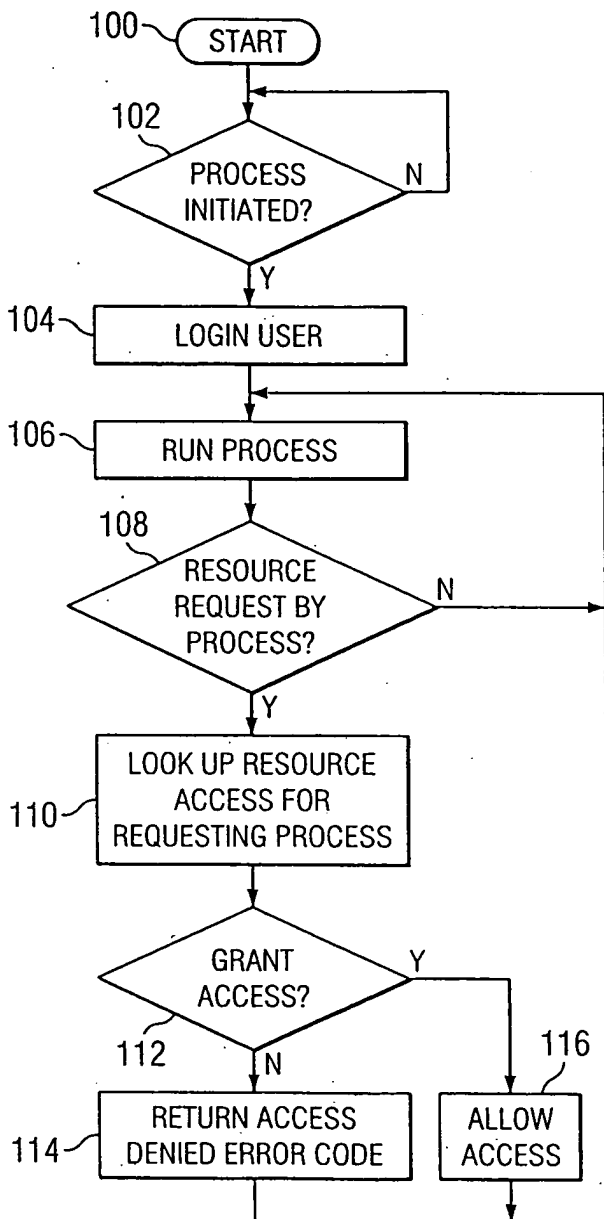 100
START
102
PROCESS
INITIATED?
N
Y
104
LOGIN USER
106
RUN PROCESS
108
RESOURCE
REQUEST BY
PROCESS?
N
Y
110
LOOK UP RESOURCE
ACCESS FOR
REQUESTING PROCESS
GRANT
ACCESS?
Y
112
N
116
114
RETURN ACCESS
DENIED ERROR CODE
ALLOW
ACCESS